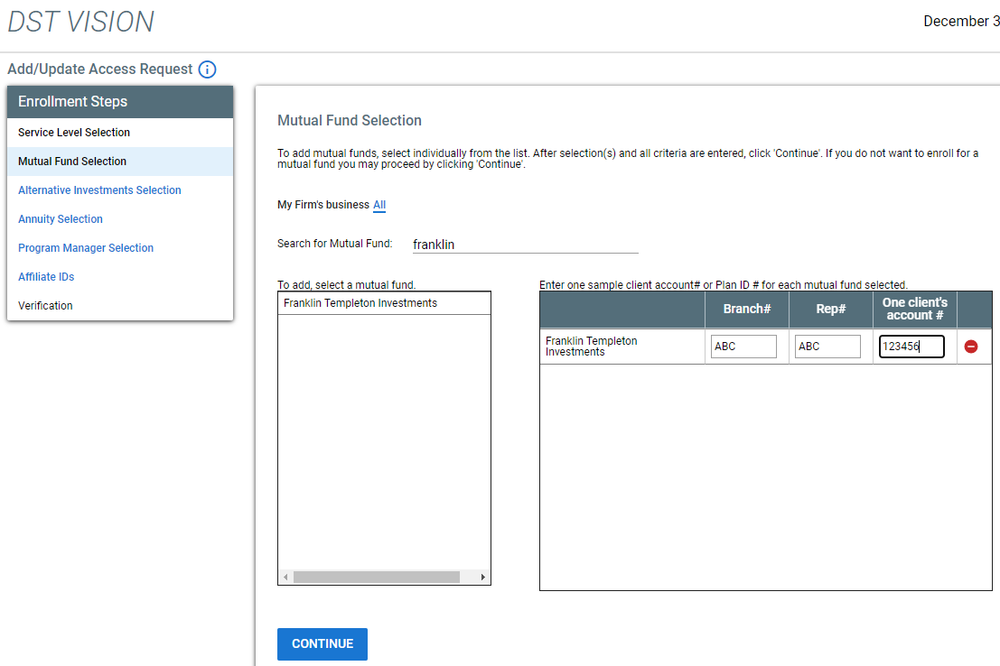 DST VISION
December 3
Add/Update Access Request
Enrollment Steps
Service Level Selection
Mutual Fund Selection
Alternative Investments Selection
Annuity Selection
Program Manager Selection
Affiliate IDs
Verification
Mutual Fund Selection
To add mutual funds, select individually from the list. After selection(s) and all criteria are entered, click 'Continue'. If you do not want to enroll for a
mutual fund you may proceed by clicking 'Continue'.
My Firm's business All
Search for Mutual Fund: franklin
To add, select a mutual fund.
Franklin Templeton Investments
Enter one sample client account# or Plan ID # for each mutual fund selected.
Branch# Rep# One client's
account #
Franklin Templeton
Investments
ABC ABC 123456
CONTINUE